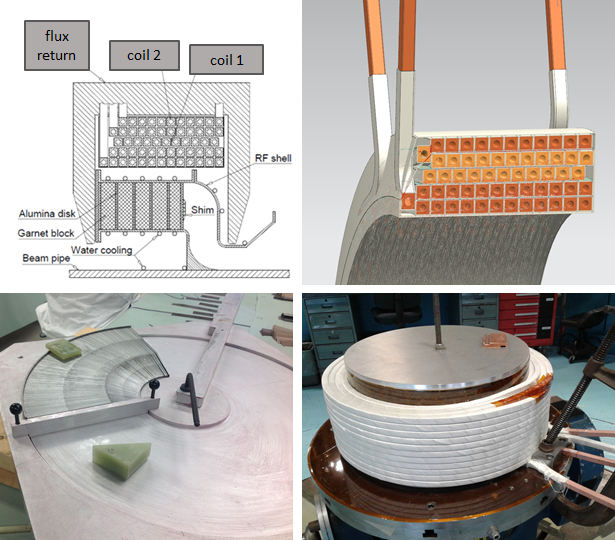 flux
return
coil 2
coil 1
RF shell
Alumina disk
Shim
Garnet block
Water cooling
Beam pipe